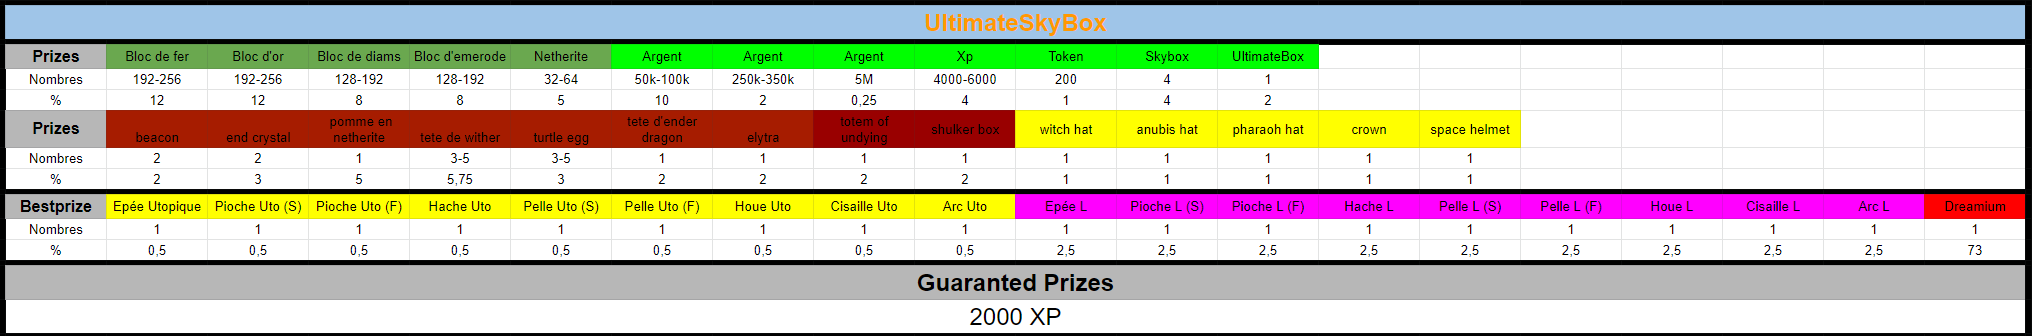 UltimateSkyBox
Prizes Bloc de fer Bloc d'or Bloc de diams Bloc d'emerode Netherite Argent Argent Argent Xp Token Skybox UltimateBox
Nombres 192-256 192-256 128-192 128-192 32-64 50k-100k 250k-350k 5M 4000-6000 200 4 1
% 12 12 8 8 5 10 2 0,25 4 1 4 2
Prizes beacon end crystal pomme en netherite tete de wither turtle egg tete d'ender dragon elytra totem of undying shulker box witch hat anubis hat pharaoh hat crown space helmet
Nombres 2 2 1 3-5 3-5 1 1 1 1 1 1 1 1 1
% 2 3 5 5,75 3 2 2 2 2 1 1 1 1 1
Bestprize Epée Utopique Pioche Uto (S) Pioche Uto (F) Hache Uto Pelle Uto (S) Pelle Uto (F) Houe Uto Cisaille Uto Arc Uto Epée L Pioche L (S) Pioche L (F) Hache L Pelle L (S) Pelle L (F) Houe L Cisaille L Arc L Dreamium
Nombres 1 1 1 1 1 1 1 1 1 1 1 1 1 1 1 1 1 1 1
% 0,5 0,5 0,5 0,5 0,5 0,5 0,5 0,5 0,5 2,5 2,5 2,5 2,5 2,5 2,5 2,5 2,5 2,5 73
Guaranted Prizes
2000 XP